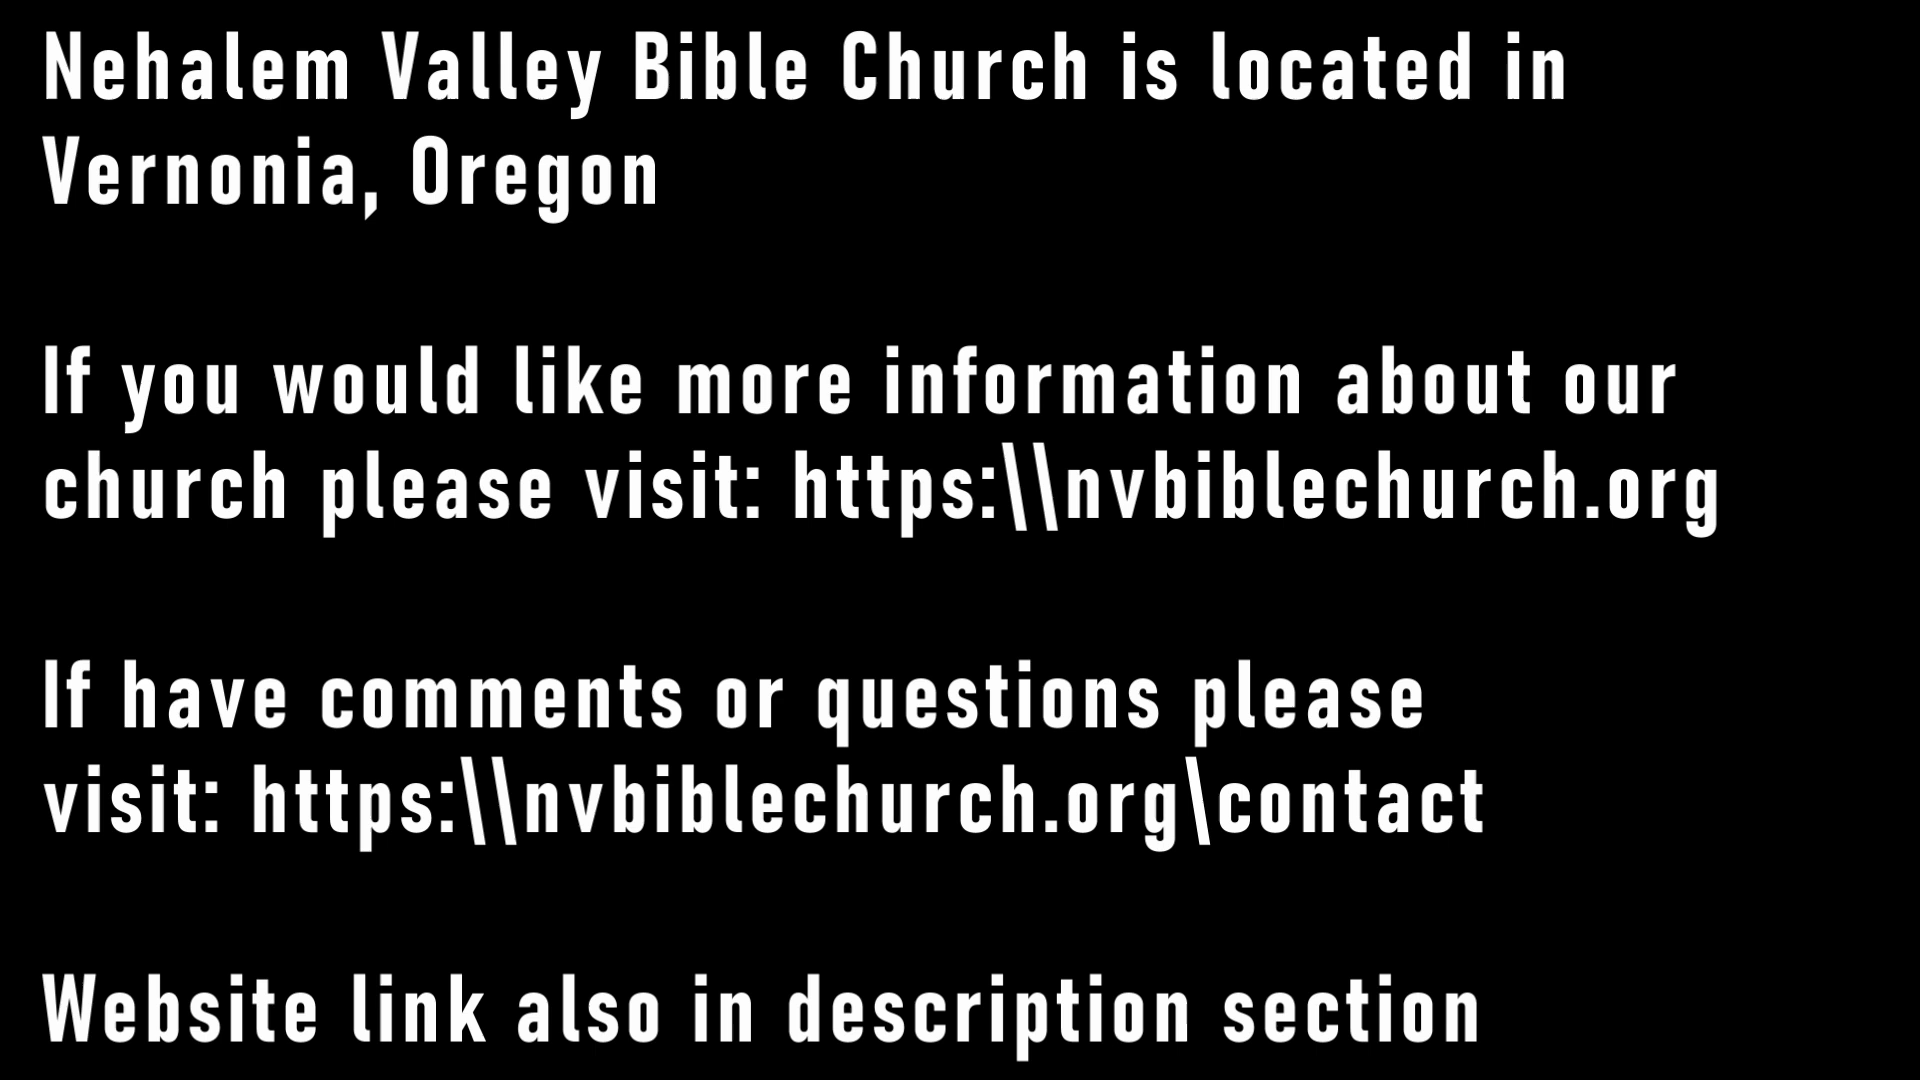 Nehalem Valley Bible Church is located in
Vernonia, Oregon
If you would like more information about our
church please visit: https:\\nvbiblechurch.org
If have comments or questions please
visit: https:\\nvbiblechurch.org\contact
Website link also in description section